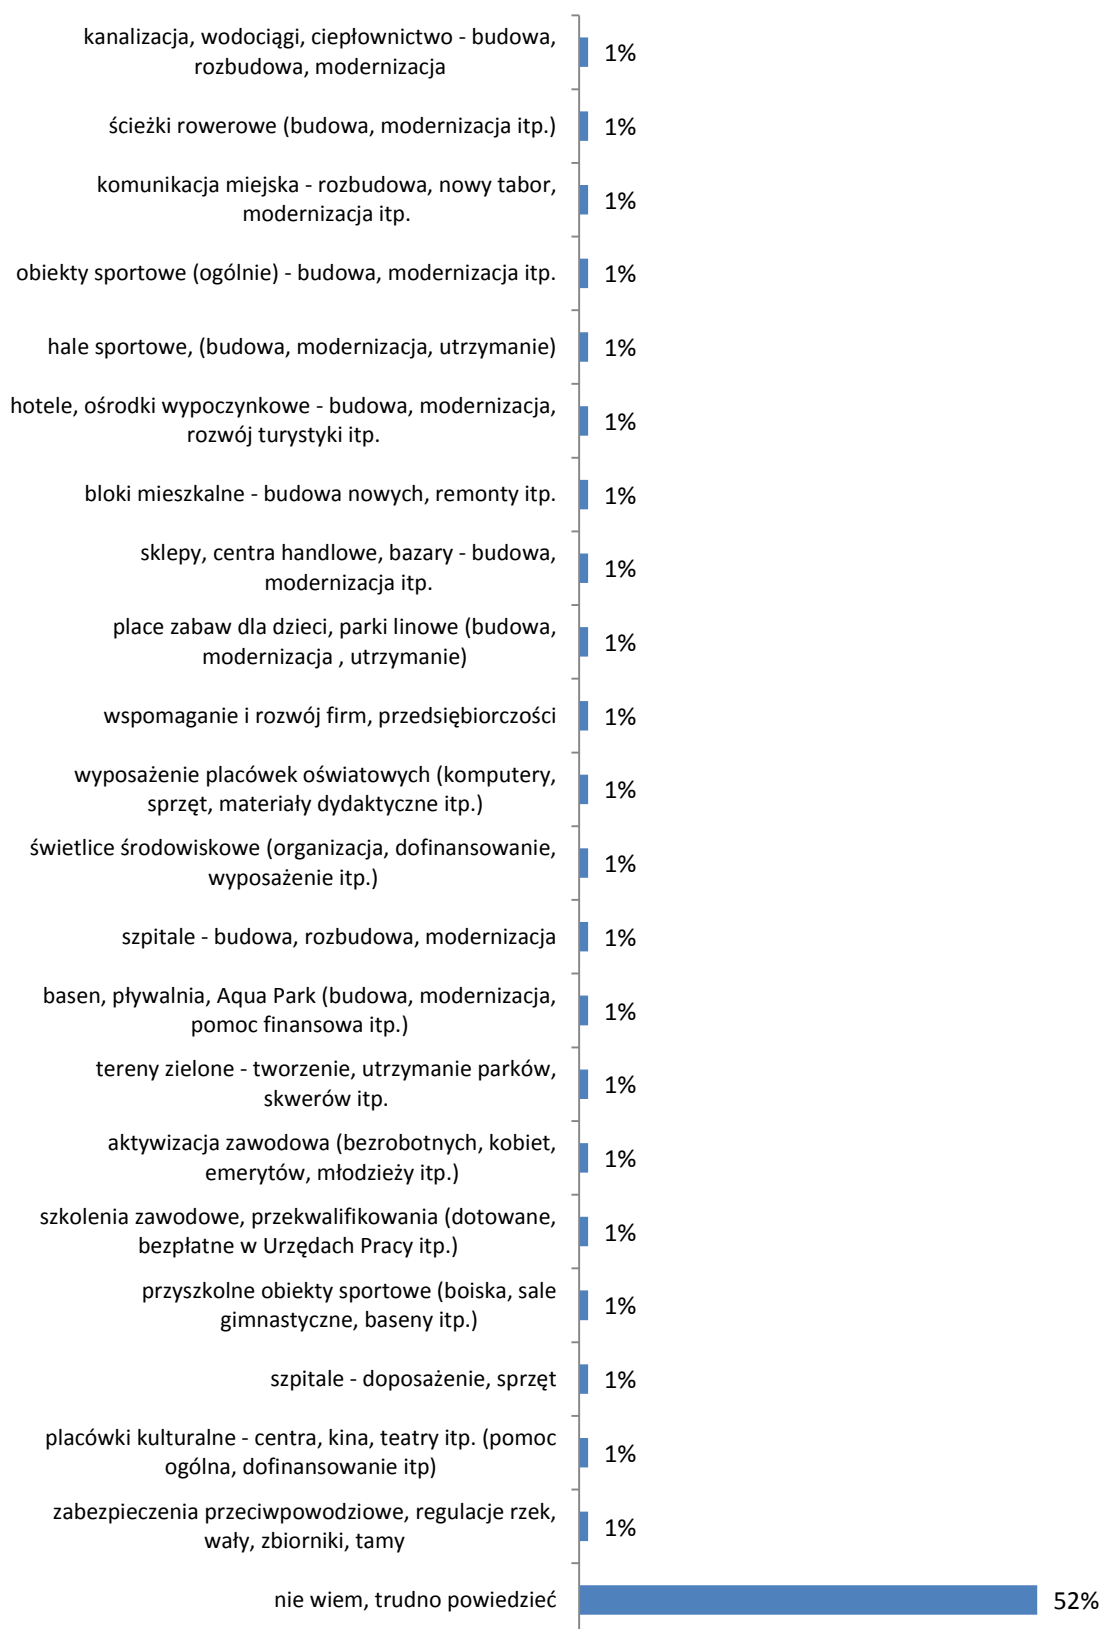 kanalizacja, wodociągi, ciepłownictwo - budowa,
rozbudowa, modernizacja
1%
ścieżki rowerowe (budowa, modernizacja itp.)
1%
komunikacja miejska - rozbudowa, nowy tabor,
modernizacja itp.
1%
obiekty sportowe (ogólnie) - budowa, modernizacja itp.
1%
hale sportowe, (budowa, modernizacja, utrzymanie)
1%
hotele, ośrodki wypoczynkowe - budowa, modernizacja,
rozwój turystyki itp.
1%
bloki mieszkalne - budowa nowych, remonty itp.
1%
sklepy, centra handlowe, bazary - budowa,
modernizacja itp.
1%
place zabaw dla dzieci, parki linowe (budowa,
modernizacja , utrzymanie)
1%
wspomaganie i rozwój firm, przedsiębiorczości
1%
wyposażenie placówek oświatowych (komputery,
sprzęt, materiały dydaktyczne itp.)
1%
świetlice środowiskowe (organizacja, dofinansowanie,
wyposażenie itp.)
1%
szpitale - budowa, rozbudowa, modernizacja
1%
basen, pływalnia, Aqua Park (budowa, modernizacja,
pomoc finansowa itp.)
1%
tereny zielone - tworzenie, utrzymanie parków,
skwerów itp.
1%
aktywizacja zawodowa (bezrobotnych, kobiet,
emerytów, młodzieży itp.)
1%
szkolenia zawodowe, przekwalifikowania (dotowane,
bezpłatne w Urzędach Pracy itp.)
1%
przyszkolne obiekty sportowe (boiska, sale
gimnastyczne, baseny itp.)
1%
szpitale - doposażenie, sprzęt
1%
placówki kulturalne - centra, kina, teatry itp. (pomoc
ogólna, dofinansowanie itp)
1%
zabezpieczenia przeciwpowodziowe, regulacje rzek,
wały, zbiorniki, tamy
1%
nie wiem, trudno powiedzieć
52%